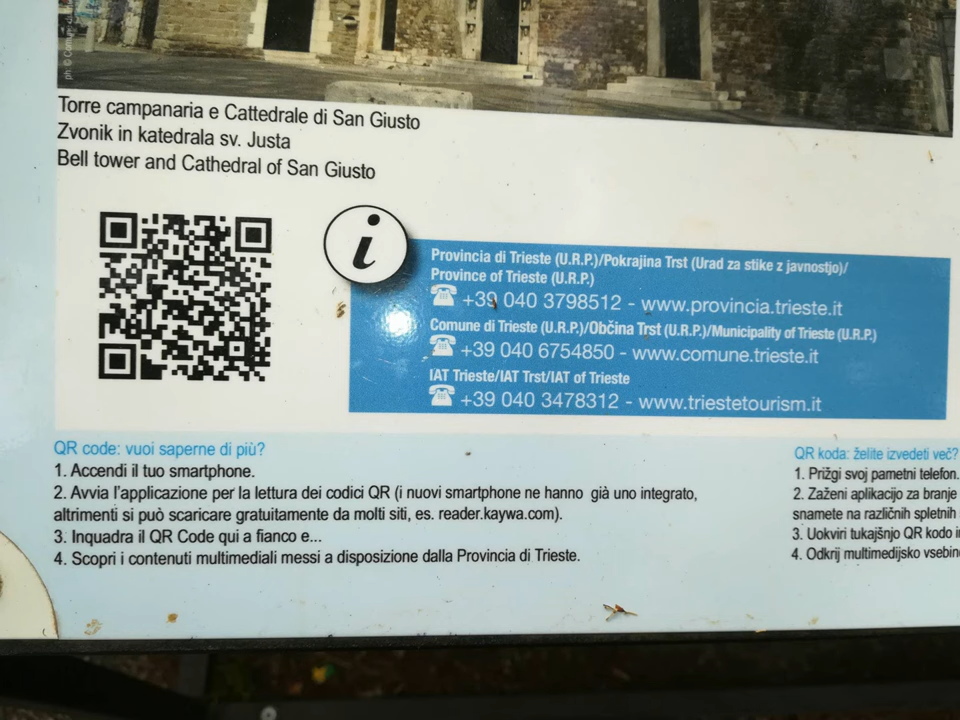 ph: © Comune
Torre campanaria e Cattedrale di San Giusto
Zvonik in katedrala sv. Justa
Bell tower and Cathedral of San Giusto
i
Provincia di Trieste (U.R.P.)/Pokrajina Trst (Urad za stike z javnostjo)/
Province of Trieste (U.R.P.)
+39 040 3798512 - www.provincia.trieste.it
Comune di Trieste (U.R.P.)/Občina Trst (U.R.P.)/Municipality of Trieste (U.R.P.)
+39 040 6754850 - www.comune.trieste.it
IAT Trieste/IAT Trst/IAT of Trieste
+39 040 3478312 - www.triestetourism.it
QR code: vuoi saperne di più?
1. Accendi il tuo smartphone.
2. Avvia l'applicazione per la lettura dei codici QR (i nuovi smartphone ne hanno già uno integrato,
altrimenti si può scaricare gratuitamente da molti siti, es. reader.kaywa.com).
3. Inquadra il QR Code qui a fianco e...
4. Scopri i contenuti multimediali messi a disposizione dalla Provincia di Trieste.
QR koda: želite izvedeti več?
1. Prižgi svoj pametni telefon.
2. Zaženi aplikacijo za branje
snamete na različnih spletnih
3. Uokviri tukajšnjo QR kodo
4. Odkrij multimedijsko